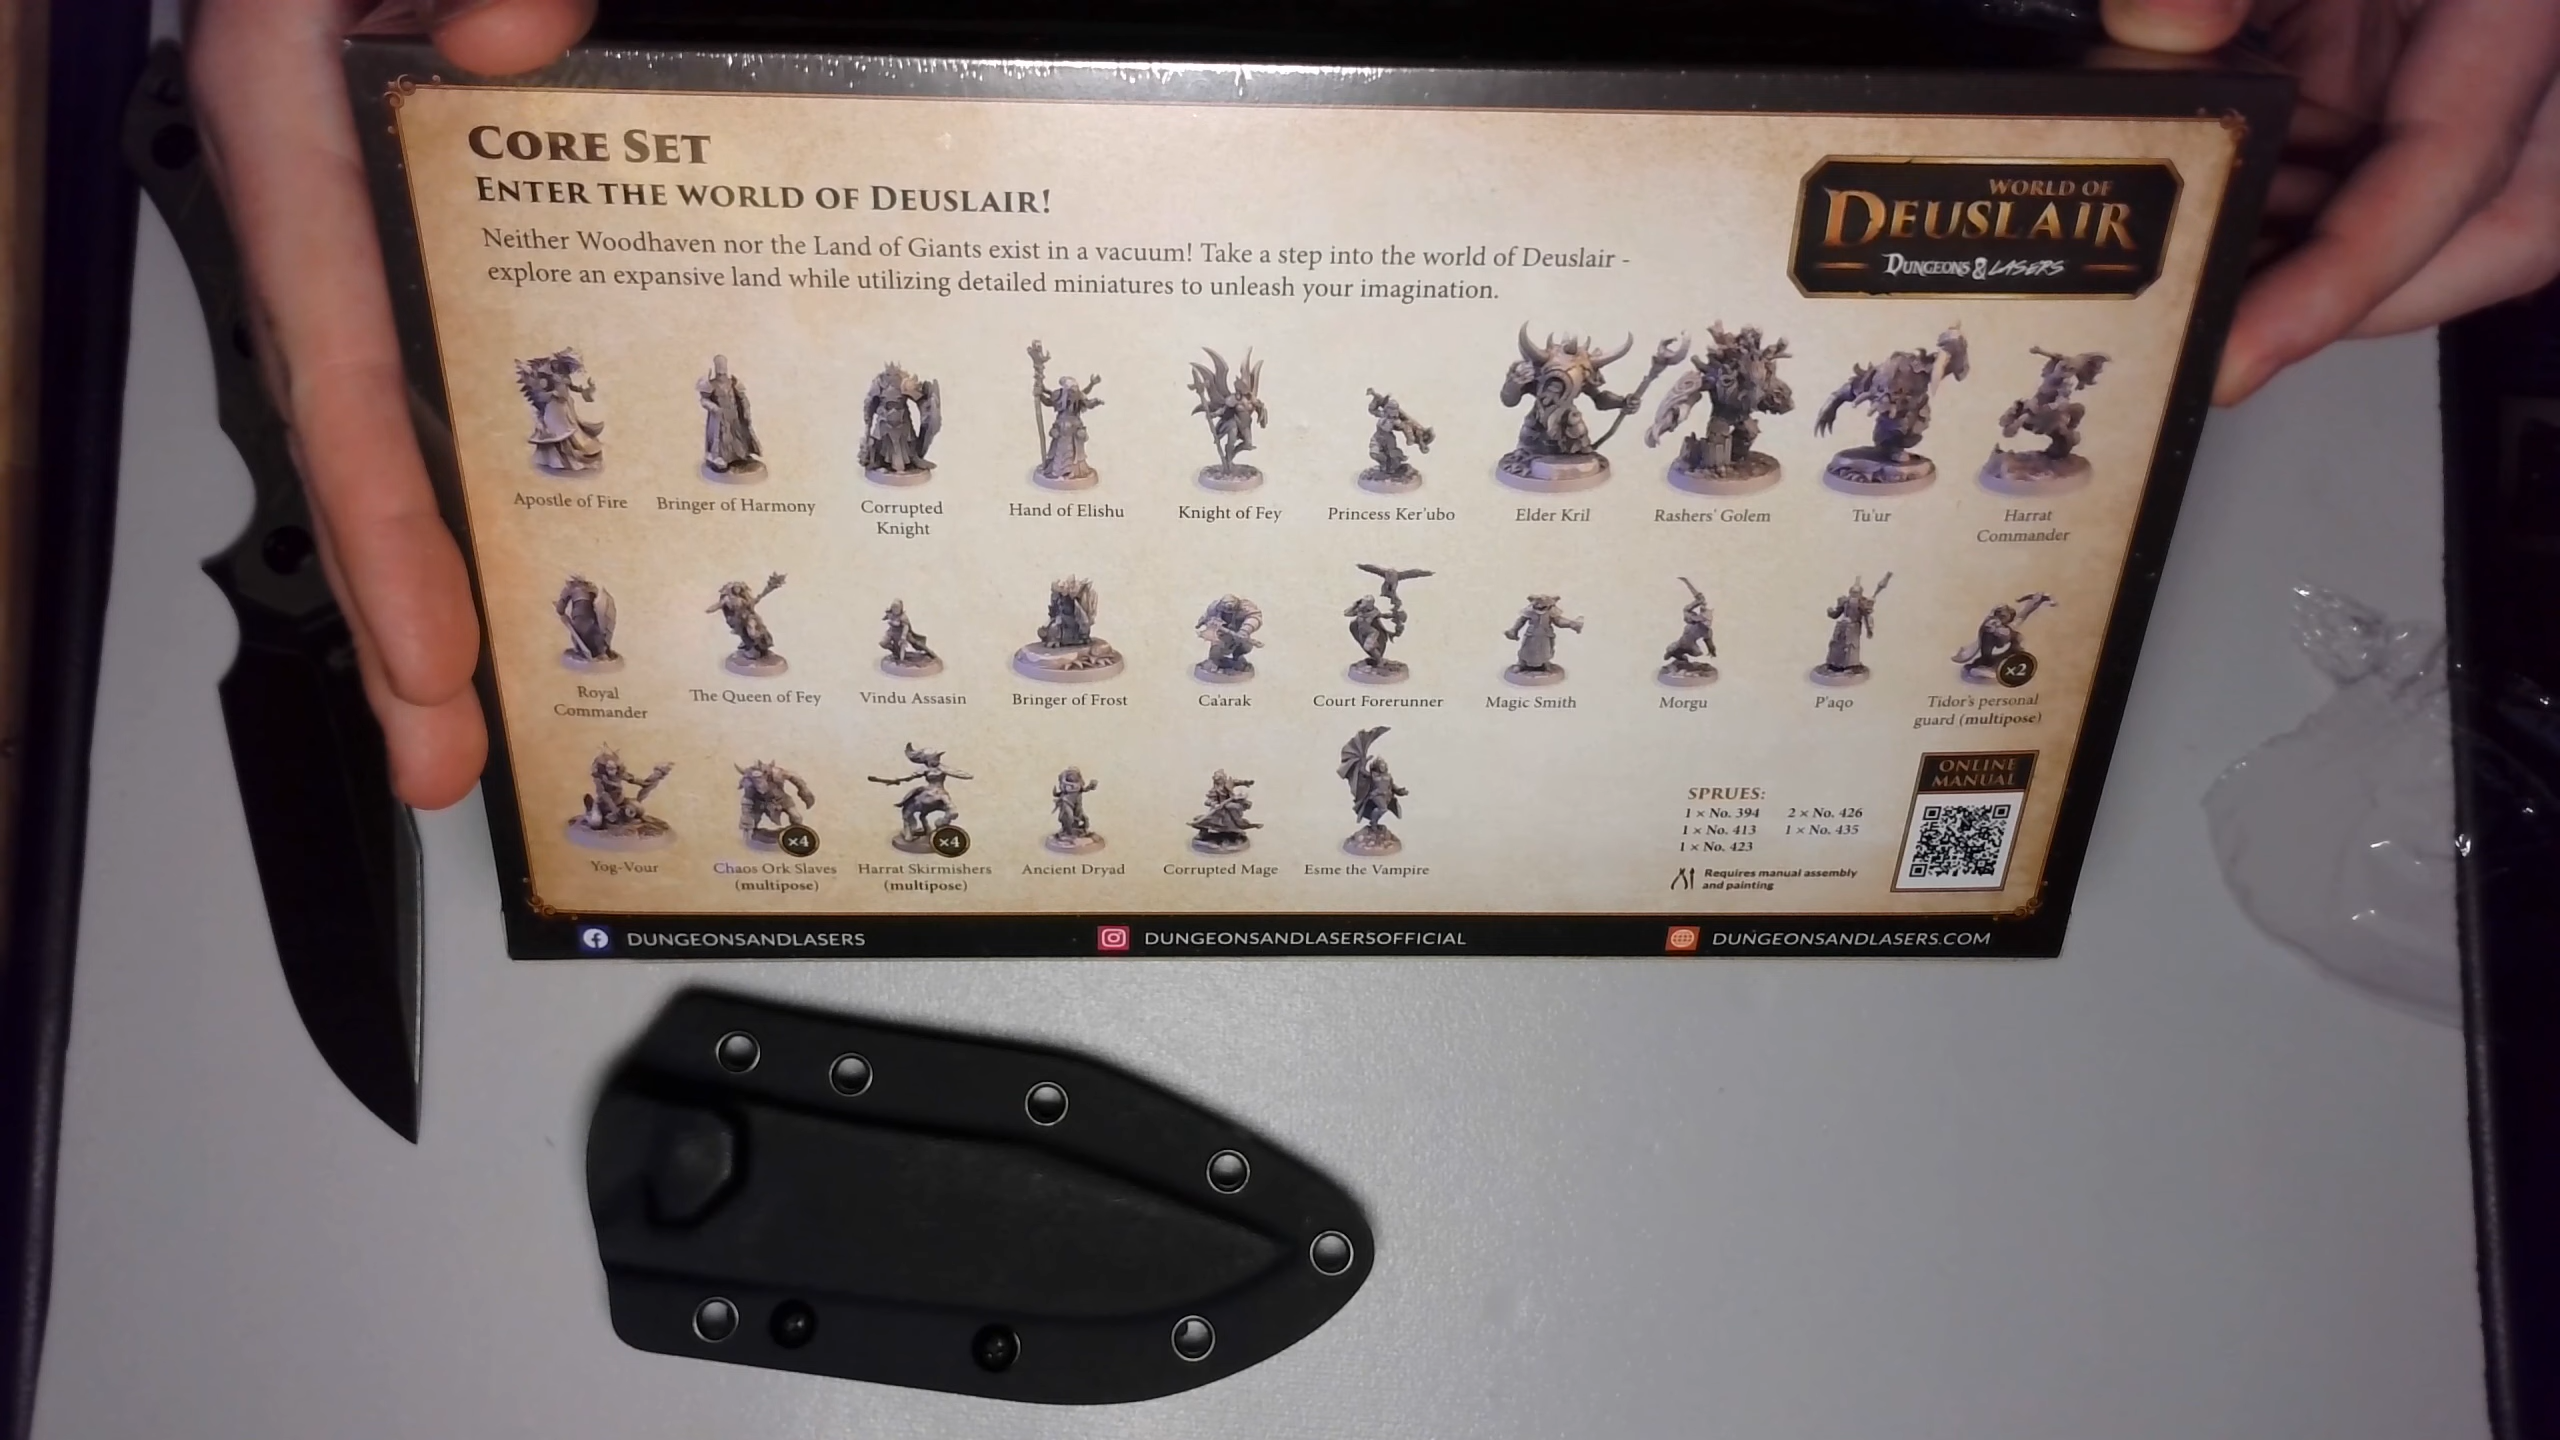 CORE SET
ENTER THE WORLD OF DEUSLAIR!
Neither Woodhaven nor the Land of Giants exist in a vacuum! Take a step into the world of Deuslair -
explore an expansive land while utilizing detailed miniatures to unleash your imagination.
WORLD OF
DEUSLAIR
DUNGEONS & LASERS
Apostle of Fire
Bringer of Harmony
Corrupted
Knight
Hand of Elishu
Knight of Fey
Princess Ker'ubo
Elder Kril
Rashers' Golem
Tu'ur
Harrat
Commander
Royal
Commander
The Queen of Fey
Vindu Assasin
Bringer of Frost
Ca'arak
Court Forerunner
Magic Smith
Morgu
P'aqo
x2
Tidor's personal
guard (multipose)
Yog-Vour
x4
Chaos Ork Slaves
(multipose)
x4
Harrat Skirmishers
(multipose)
Ancient Dryad
Corrupted Mage
Esme the Vampire
SPRUES:
1 × No. 394 2 × No. 426
1 × No. 413 1 × No. 435
1 × No. 423
Requires manual assembly
and painting
ONLINE
MANUAL
DUNGEONSANDLASERS
DUNGEONSANDLASERSOFFICIAL
DUNGEONSANDLASERS.COM